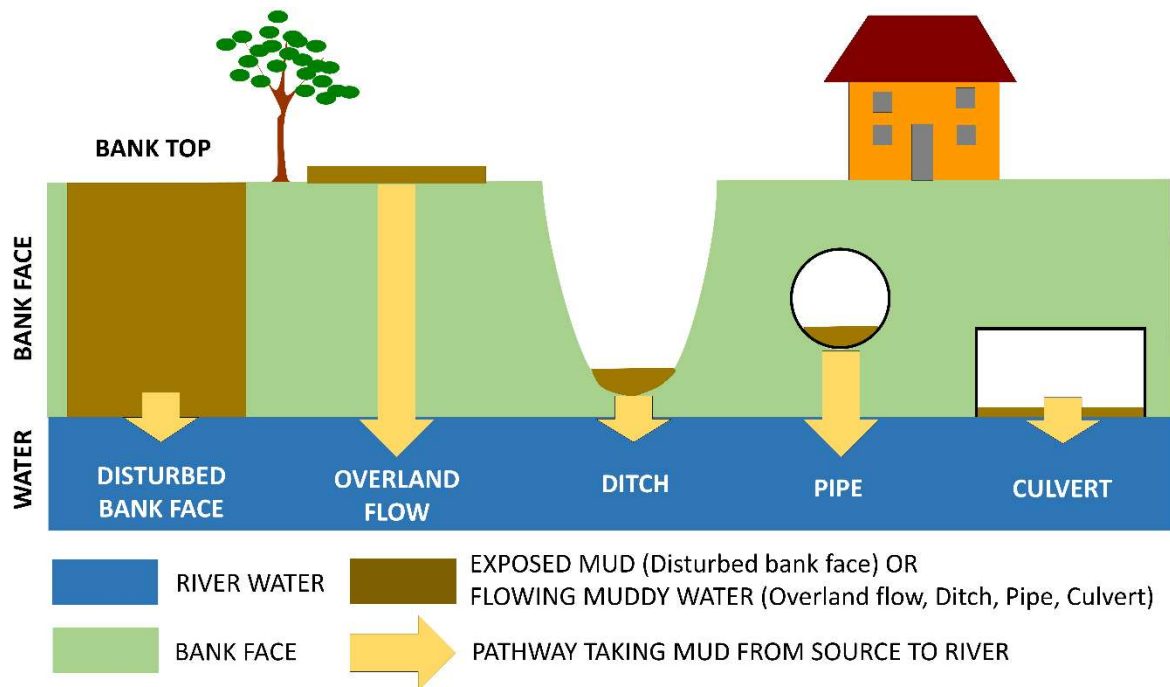 BANK TOP
BANK FACE
WATER
DISTURBED
BANK FACE
OVERLAND
FLOW
DITCH
PIPE
CULVERT
RIVER WATER
EXPOSED MUD (Disturbed bank face) OR
FLOWING MUDDY WATER (Overland flow, Ditch, Pipe, Culvert)
BANK FACE
PATHWAY TAKING MUD FROM SOURCE TO RIVER